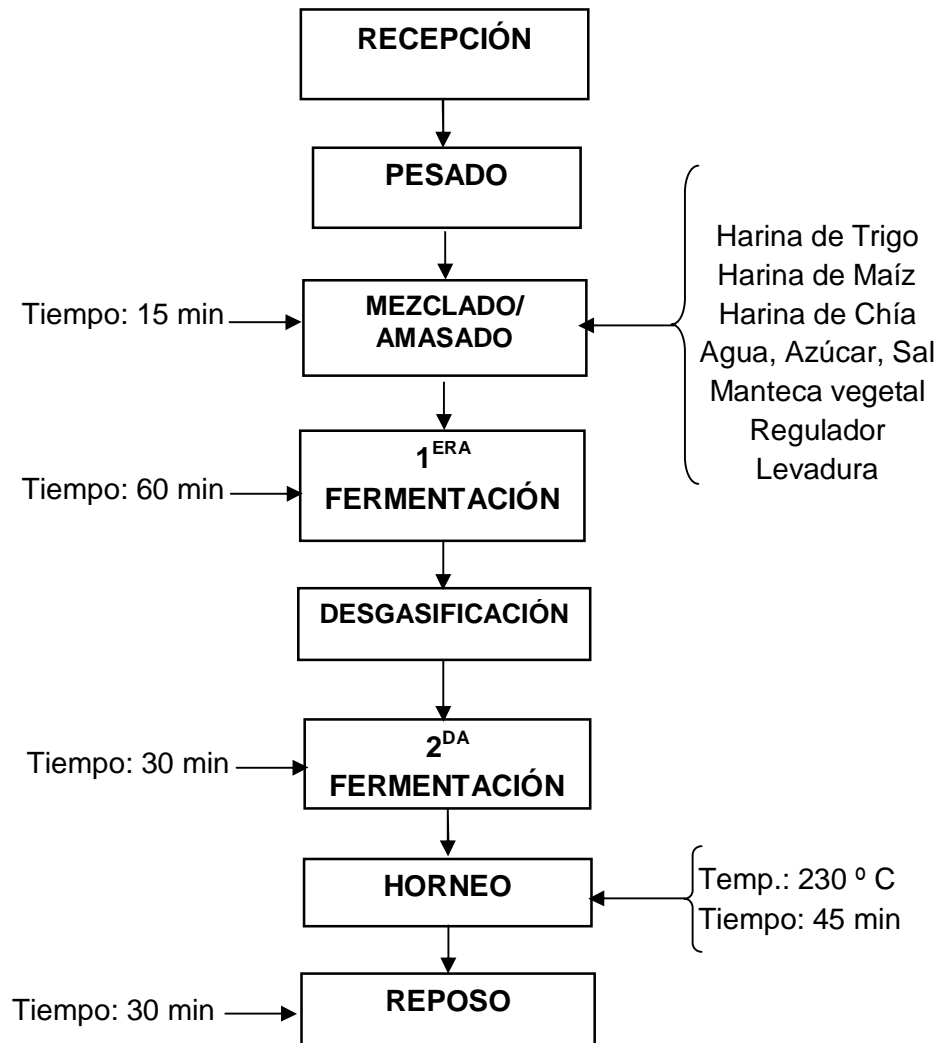 RECEPCIÓN
PESADO
Tiempo: 15 min
MEZCLADO/
AMASADO
Harina de Trigo
Harina de Maíz
Harina de Chía
Agua, Azúcar, Sal
Manteca vegetal
Regulador
Levadura
Tiempo: 60 min
1ERA
FERMENTACIÓN
DESGASIFICACIÓN
Tiempo: 30 min
2DA
FERMENTACIÓN
HORNEO
Temp.: 230 º C
Tiempo: 45 min
Tiempo: 30 min
REPOSO